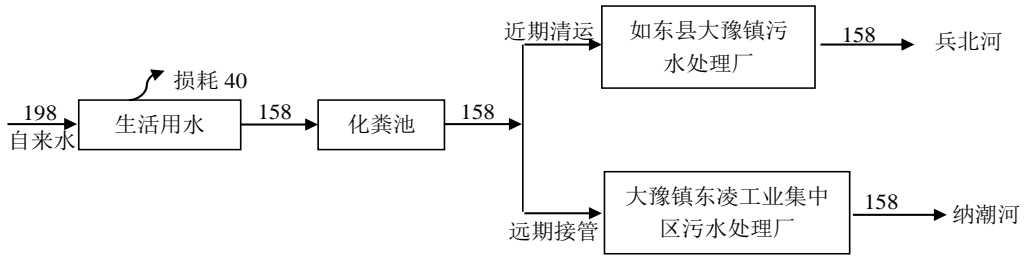 198
自来水
生活用水
损耗 40
158
化粪池
158
近期清运
如东县大豫镇污
水处理厂
158
兵北河
远期接管
大豫镇东凌工业集中
区污水处理厂
158
纳潮河